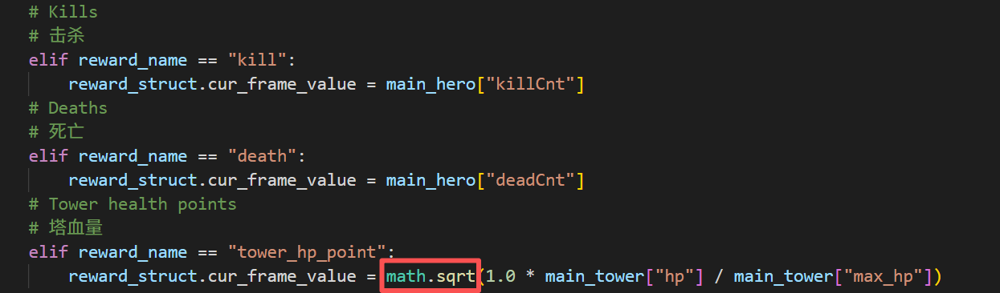 # Kills
# 击杀
elif reward_name == "kill":
    reward_struct.cur_frame_value = main_hero["killCnt"]
# Deaths
# 死亡
elif reward_name == "death":
    reward_struct.cur_frame_value = main_hero["deadCnt"]
# Tower health points
# 塔血量
elif reward_name == "tower_hp_point":
    reward_struct.cur_frame_value = math.sqrt(1.0 * main_tower["hp"] / main_tower["max_hp"])